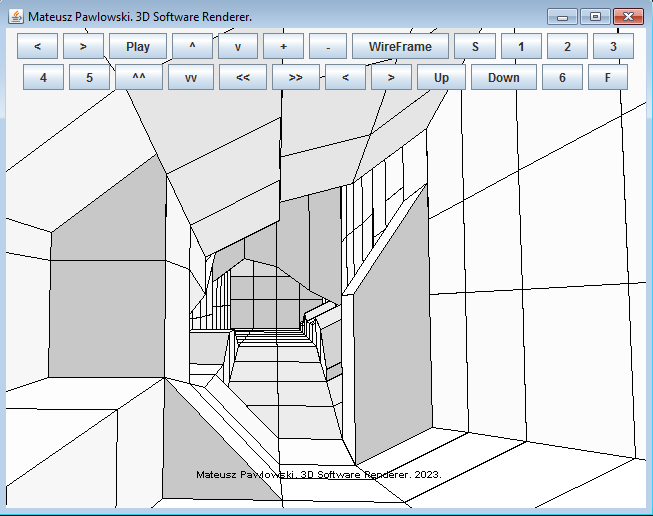 Mateusz Pawlowski. 3D Software Renderer.
< > Play ^ v + - WireFrame S 1 2 3
4 5 ^^ vv << >> < > Up Down 6 F
Mateusz Pawlowski. 3D Software Renderer. 2023.